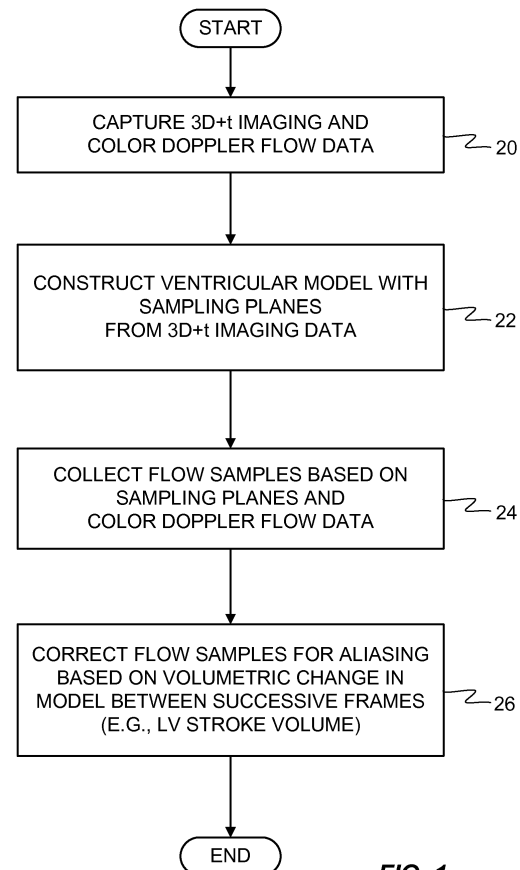 START
CAPTURE 3D+t IMAGING AND
COLOR DOPPLER FLOW DATA
20
CONSTRUCT VENTRICULAR MODEL WITH
SAMPLING PLANES
FROM 3D+t IMAGING DATA
22
COLLECT FLOW SAMPLES BASED ON
SAMPLING PLANES AND
COLOR DOPPLER FLOW DATA
24
CORRECT FLOW SAMPLES FOR ALIASING
BASED ON VOLUMETRIC CHANGE IN
MODEL BETWEEN SUCCESSIVE FRAMES
(E.G., LV STROKE VOLUME)
26
END
FIG. 1